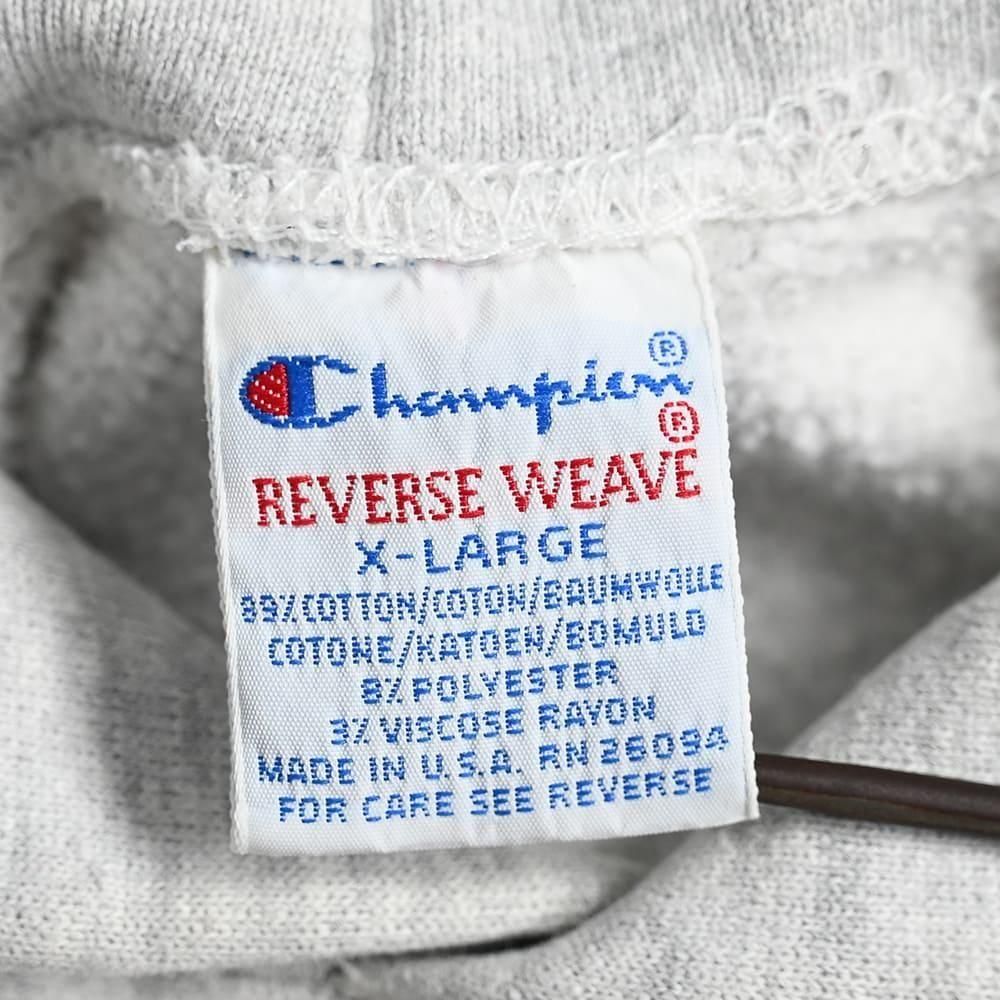 Champion®
REVERSE WEAVE®
X-LARGE
89% COTTON/COTON/BAUMWOLLE
COTONE/KATOEN/BOMULD
8% POLYESTER
3% VISCOSE RAYON
MADE IN U.S.A. RN 26094
FOR CARE SEE REVERSE